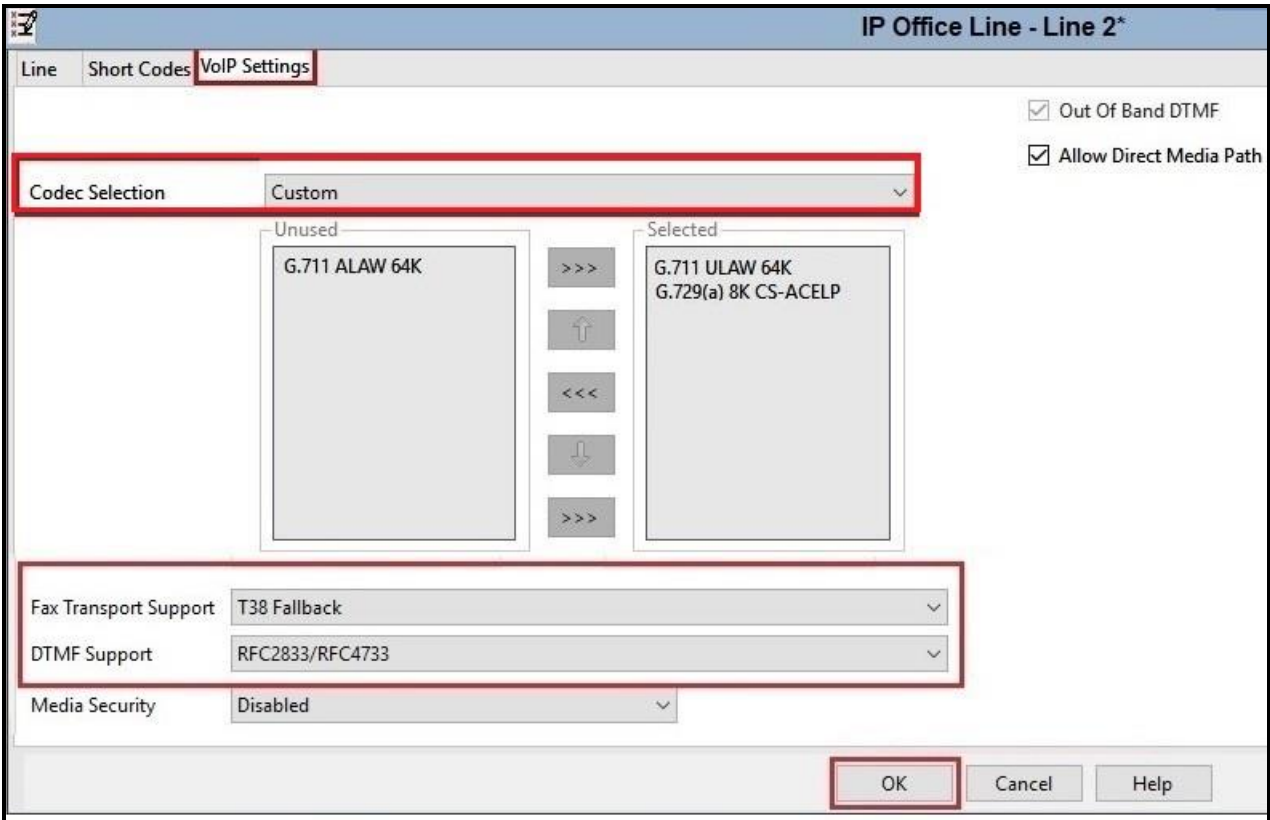 IP Office Line - Line 2*
Line Short Codes VoIP Settings
Out Of Band DTMF
Allow Direct Media Path
Codec Selection Custom
Unused Selected
G.711 ALAW 64K >>> G.711 ULAW 64K
G.729(a) 8K CS-ACELP
<<<
>>>
Fax Transport Support T38 Fallback
DTMF Support RFC2833/RFC4733
Media Security Disabled
OK Cancel Help